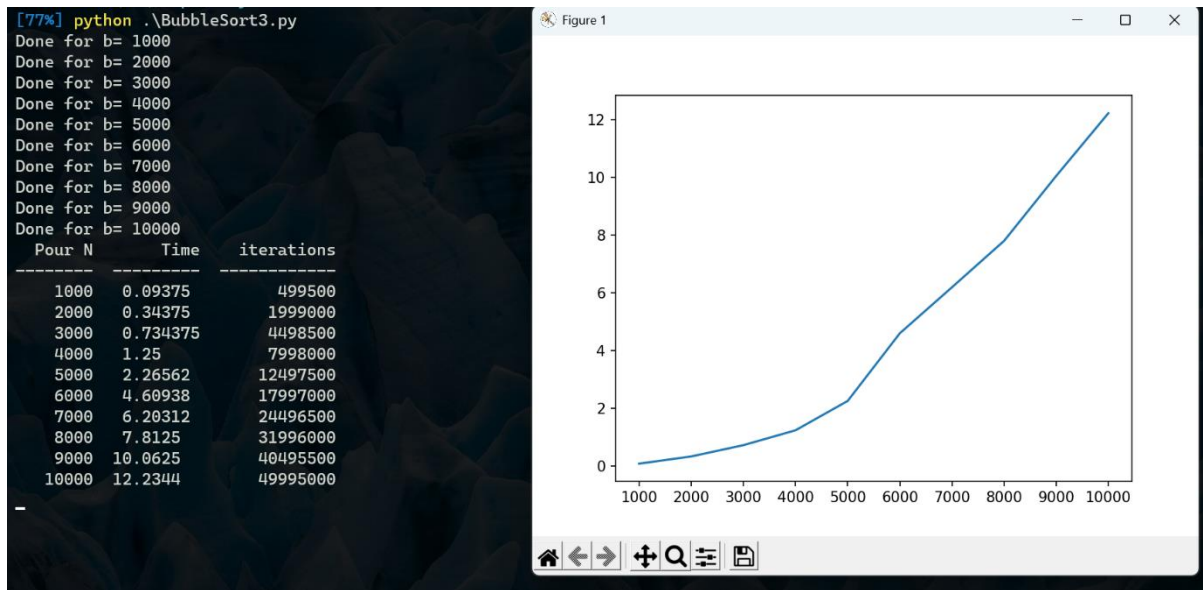 [77%] python .\BubbleSort3.py
Done for b= 1000
Done for b= 2000
Done for b= 3000
Done for b= 4000
Done for b= 5000
Done for b= 6000
Done for b= 7000
Done for b= 8000
Done for b= 9000
Done for b= 10000
Pour N Time iterations
-------- --------- ------------
1000 0.09375 499500
2000 0.34375 1999000
3000 0.734375 4498500
4000 1.25 7998000
5000 2.26562 12497500
6000 4.60938 17997000
7000 6.20312 24496500
8000 7.8125 31996000
9000 10.0625 40495500
10000 12.2344 49995000
Figure 1
12
10
8
6
4
2
0
1000 2000 3000 4000 5000 6000 7000 8000 9000 10000